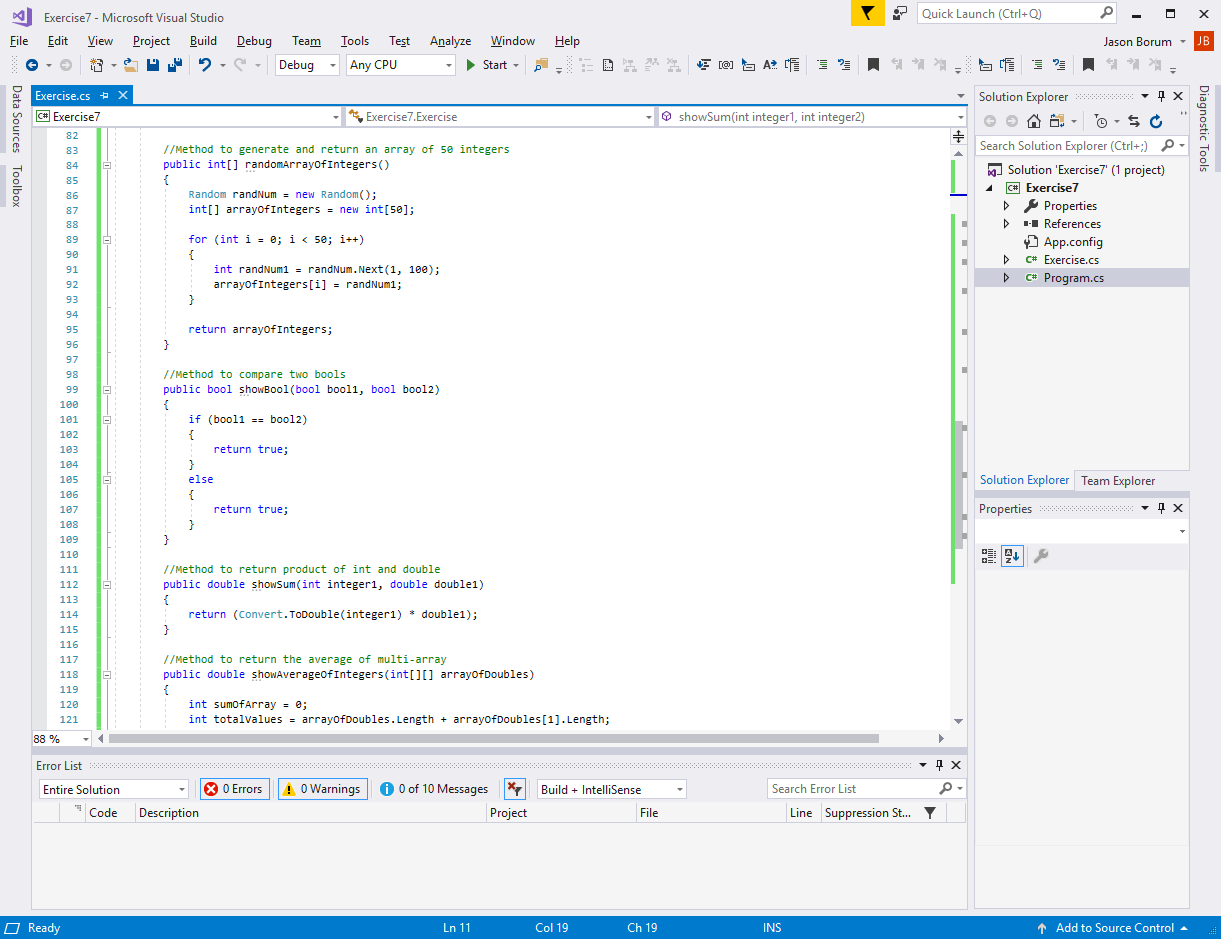 Exercise7 - Microsoft Visual Studio
Quick Launch (Ctrl+Q)
File Edit View Project Build Debug Team Tools Test Analyze Window Help
Jason Borum JB
Debug Any CPU Start
Data Sources
Toolbox
Exercise.cs
Exercise7 Exercise7.Exercise showSum(int integer1, int integer2)
82
83 //Method to generate and return an array of 50 integers
84 public int[] randomArrayOfIntegers()
85 {
86 Random randNum = new Random();
87 int[] arrayOfIntegers = new int[50];
88
89 for (int i = 0; i < 50; i++)
90 {
91 int randNum1 = randNum.Next(1, 100);
92 arrayOfIntegers[i] = randNum1;
93 }
94
95 return arrayOfIntegers;
96 }
97
98 //Method to compare two bools
99 public bool showBool(bool bool1, bool bool2)
100 {
101 if (bool1 == bool2)
102 {
103 return true;
104 }
105 else
106 {
107 return true;
108 }
109 }
110
111 //Method to return product of int and double
112 public double showSum(int integer1, double double1)
113 {
114 return (Convert.ToDouble(integer1) * double1);
115 }
116
117 //Method to return the average of multi-array
118 public double showAverageOfIntegers(int[][] arrayOfDoubles)
119 {
120 int sumOfArray = 0;
121 int totalValues = arrayOfDoubles.Length + arrayOfDoubles[1].Length;
88 %
Error List
Entire Solution 0 Errors 0 Warnings 0 of 10 Messages Build + IntelliSense Search Error List
Code Description Project File Line Suppression St...
Solution Explorer
Search Solution Explorer (Ctrl+;)
Solution 'Exercise7' (1 project)
C# Exercise7
Properties
References
App.config
C# Exercise.cs
C# Program.cs
Solution Explorer Team Explorer
Properties
Diagnostic Tools
Ready Ln 11 Col 19 Ch 19 INS Add to Source Control